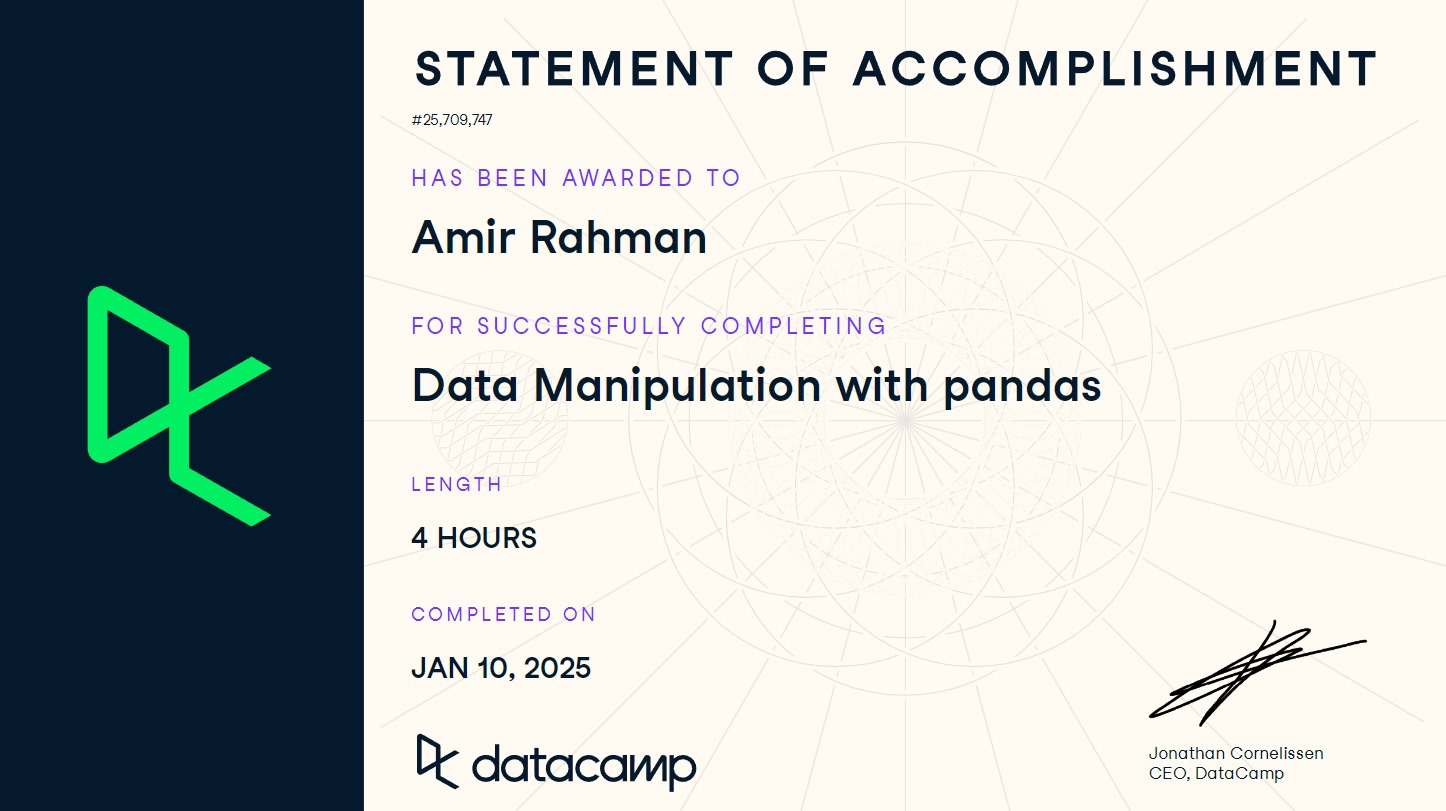 STATEMENT OF ACCOMPLISHMENT
#25,709,747
HAS BEEN AWARDED TO
Amir Rahman
FOR SUCCESSFULLY COMPLETING
Data Manipulation with pandas
LENGTH
4 HOURS
COMPLETED ON
JAN 10, 2025
datacamp
Jonathan Cornelissen
CEO, DataCamp